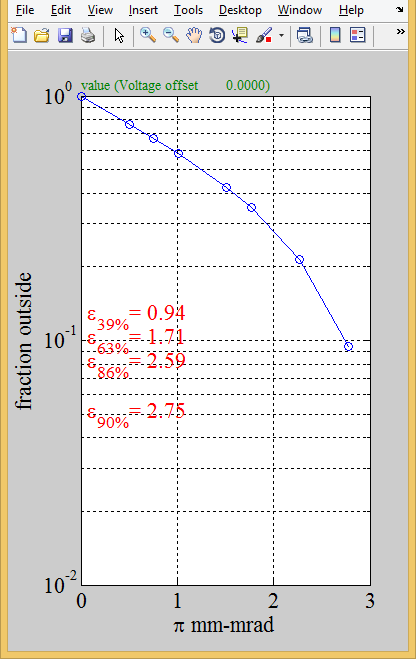 File Edit View Insert Tools Desktop Window Help
value (Voltage offset 0.0000)
10^0
10^-1
10^-2
fraction outside
ε39% = 0.94
ε63% = 1.71
ε86% = 2.59
ε90% = 2.75
0 1 2 3
π mm-mrad